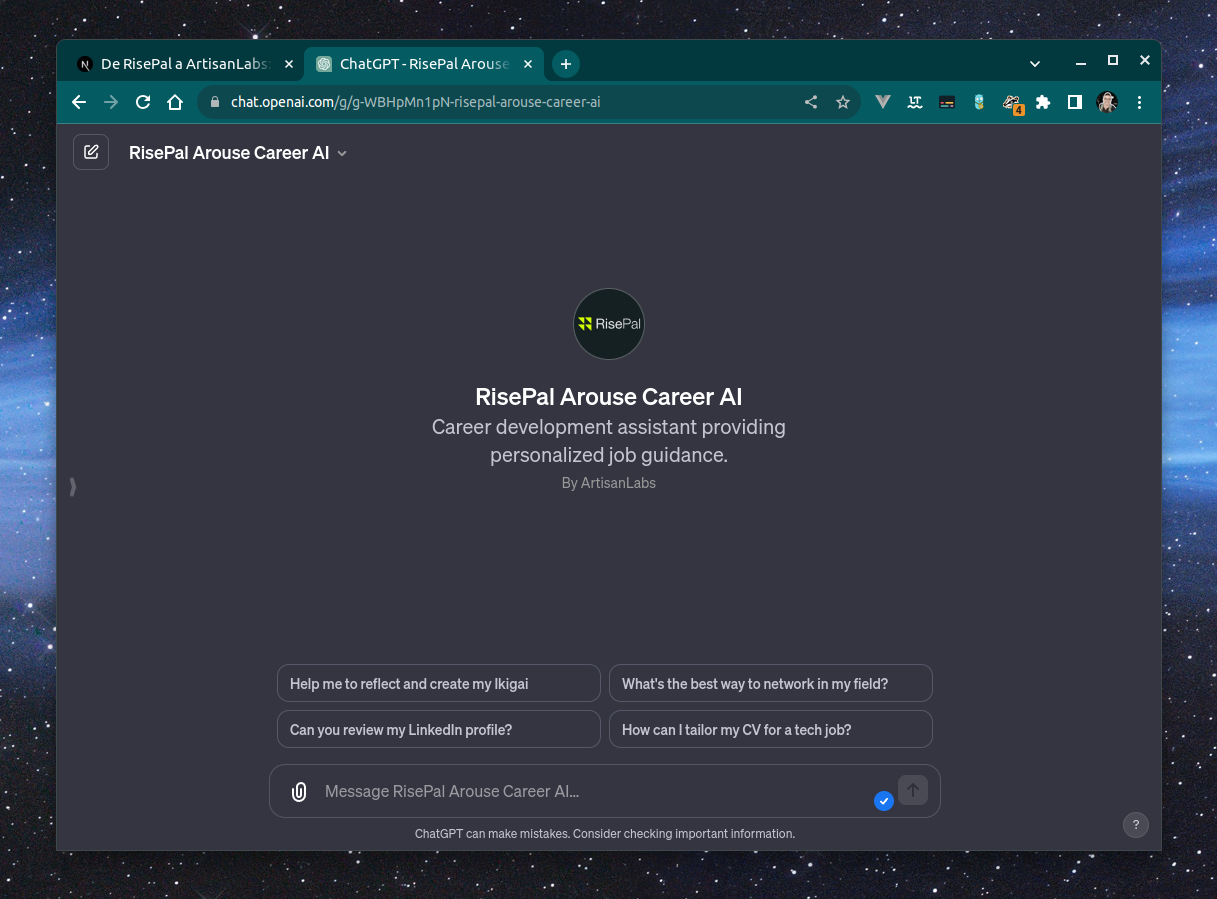 De RisePal a ArtisanLabs:
ChatGPT - RisePal Arouse
chat.openai.com/g/g-WBHpMn1pN-risepal-arouse-career-ai
4
RisePal Arouse Career AI
RisePal
RisePal Arouse Career AI
Career development assistant providing
personalized job guidance.
By ArtisanLabs
Help me to reflect and create my Ikigai
What's the best way to network in my field?
Can you review my LinkedIn profile?
How can I tailor my CV for a tech job?
Message RisePal Arouse Career AI...
ChatGPT can make mistakes. Consider checking important information.
?